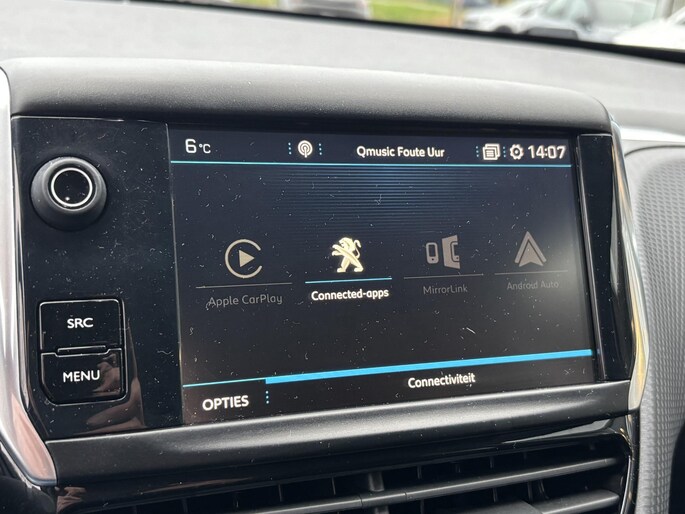 6 °C
Qmusic Foute Uur
14:07
Apple CarPlay
Connected-apps
MirrorLink
Android Auto
SRC
MENU
OPTIES
Connectiviteit